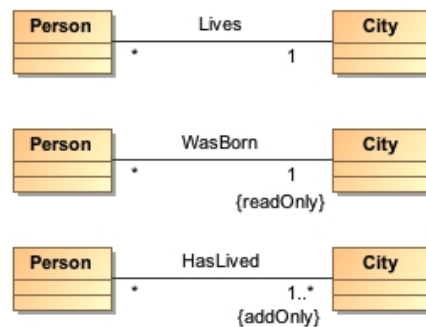 Lives
Person City
* 1
WasBorn
Person City
* 1
{readOnly}
HasLived
Person City
* 1..*
{addOnly}